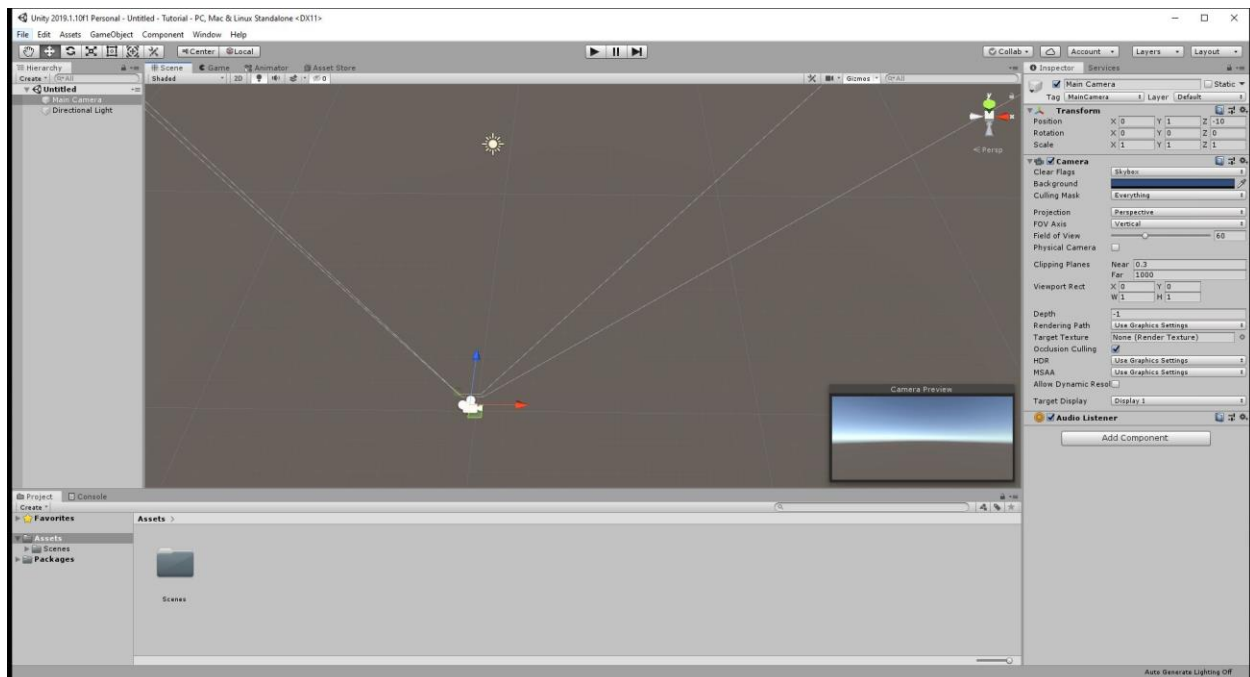 Unity 2019.1.10f1 Personal - Untitled - Tutorial - PC, Mac & Linux Standalone <DX11>
File Edit Assets GameObject Component Window Help
Center Local Collab Account Layers Layout
Hierarchy
Create All
Untitled
Main Camera
Directional Light
Scene Game Animator Asset Store
Shaded 2D 0 Gizmos All
y
x
Persp
Camera Preview
Inspector Services
Main Camera Static
Tag MainCamera Layer Default
Transform
Position X 0 Y 1 Z -10
Rotation X 0 Y 0 Z 0
Scale X 1 Y 1 Z 1
Camera
Clear Flags Skybox
Background
Culling Mask Everything
Projection Perspective
FOV Axis Vertical
Field of View 60
Physical Camera
Clipping Planes Near 0.3
Far 1000
Viewport Rect X 0 Y 0
W 1 H 1
Depth -1
Rendering Path Use Graphics Settings
Target Texture None (Render Texture)
Occlusion Culling
HDR Use Graphics Settings
MSAA Use Graphics Settings
Allow Dynamic Resol
Target Display Display 1
Audio Listener
Add Component
Project Console
Create
Favorites
Assets
Scenes
Packages
Assets >
Scenes
Auto Generate Lighting Off